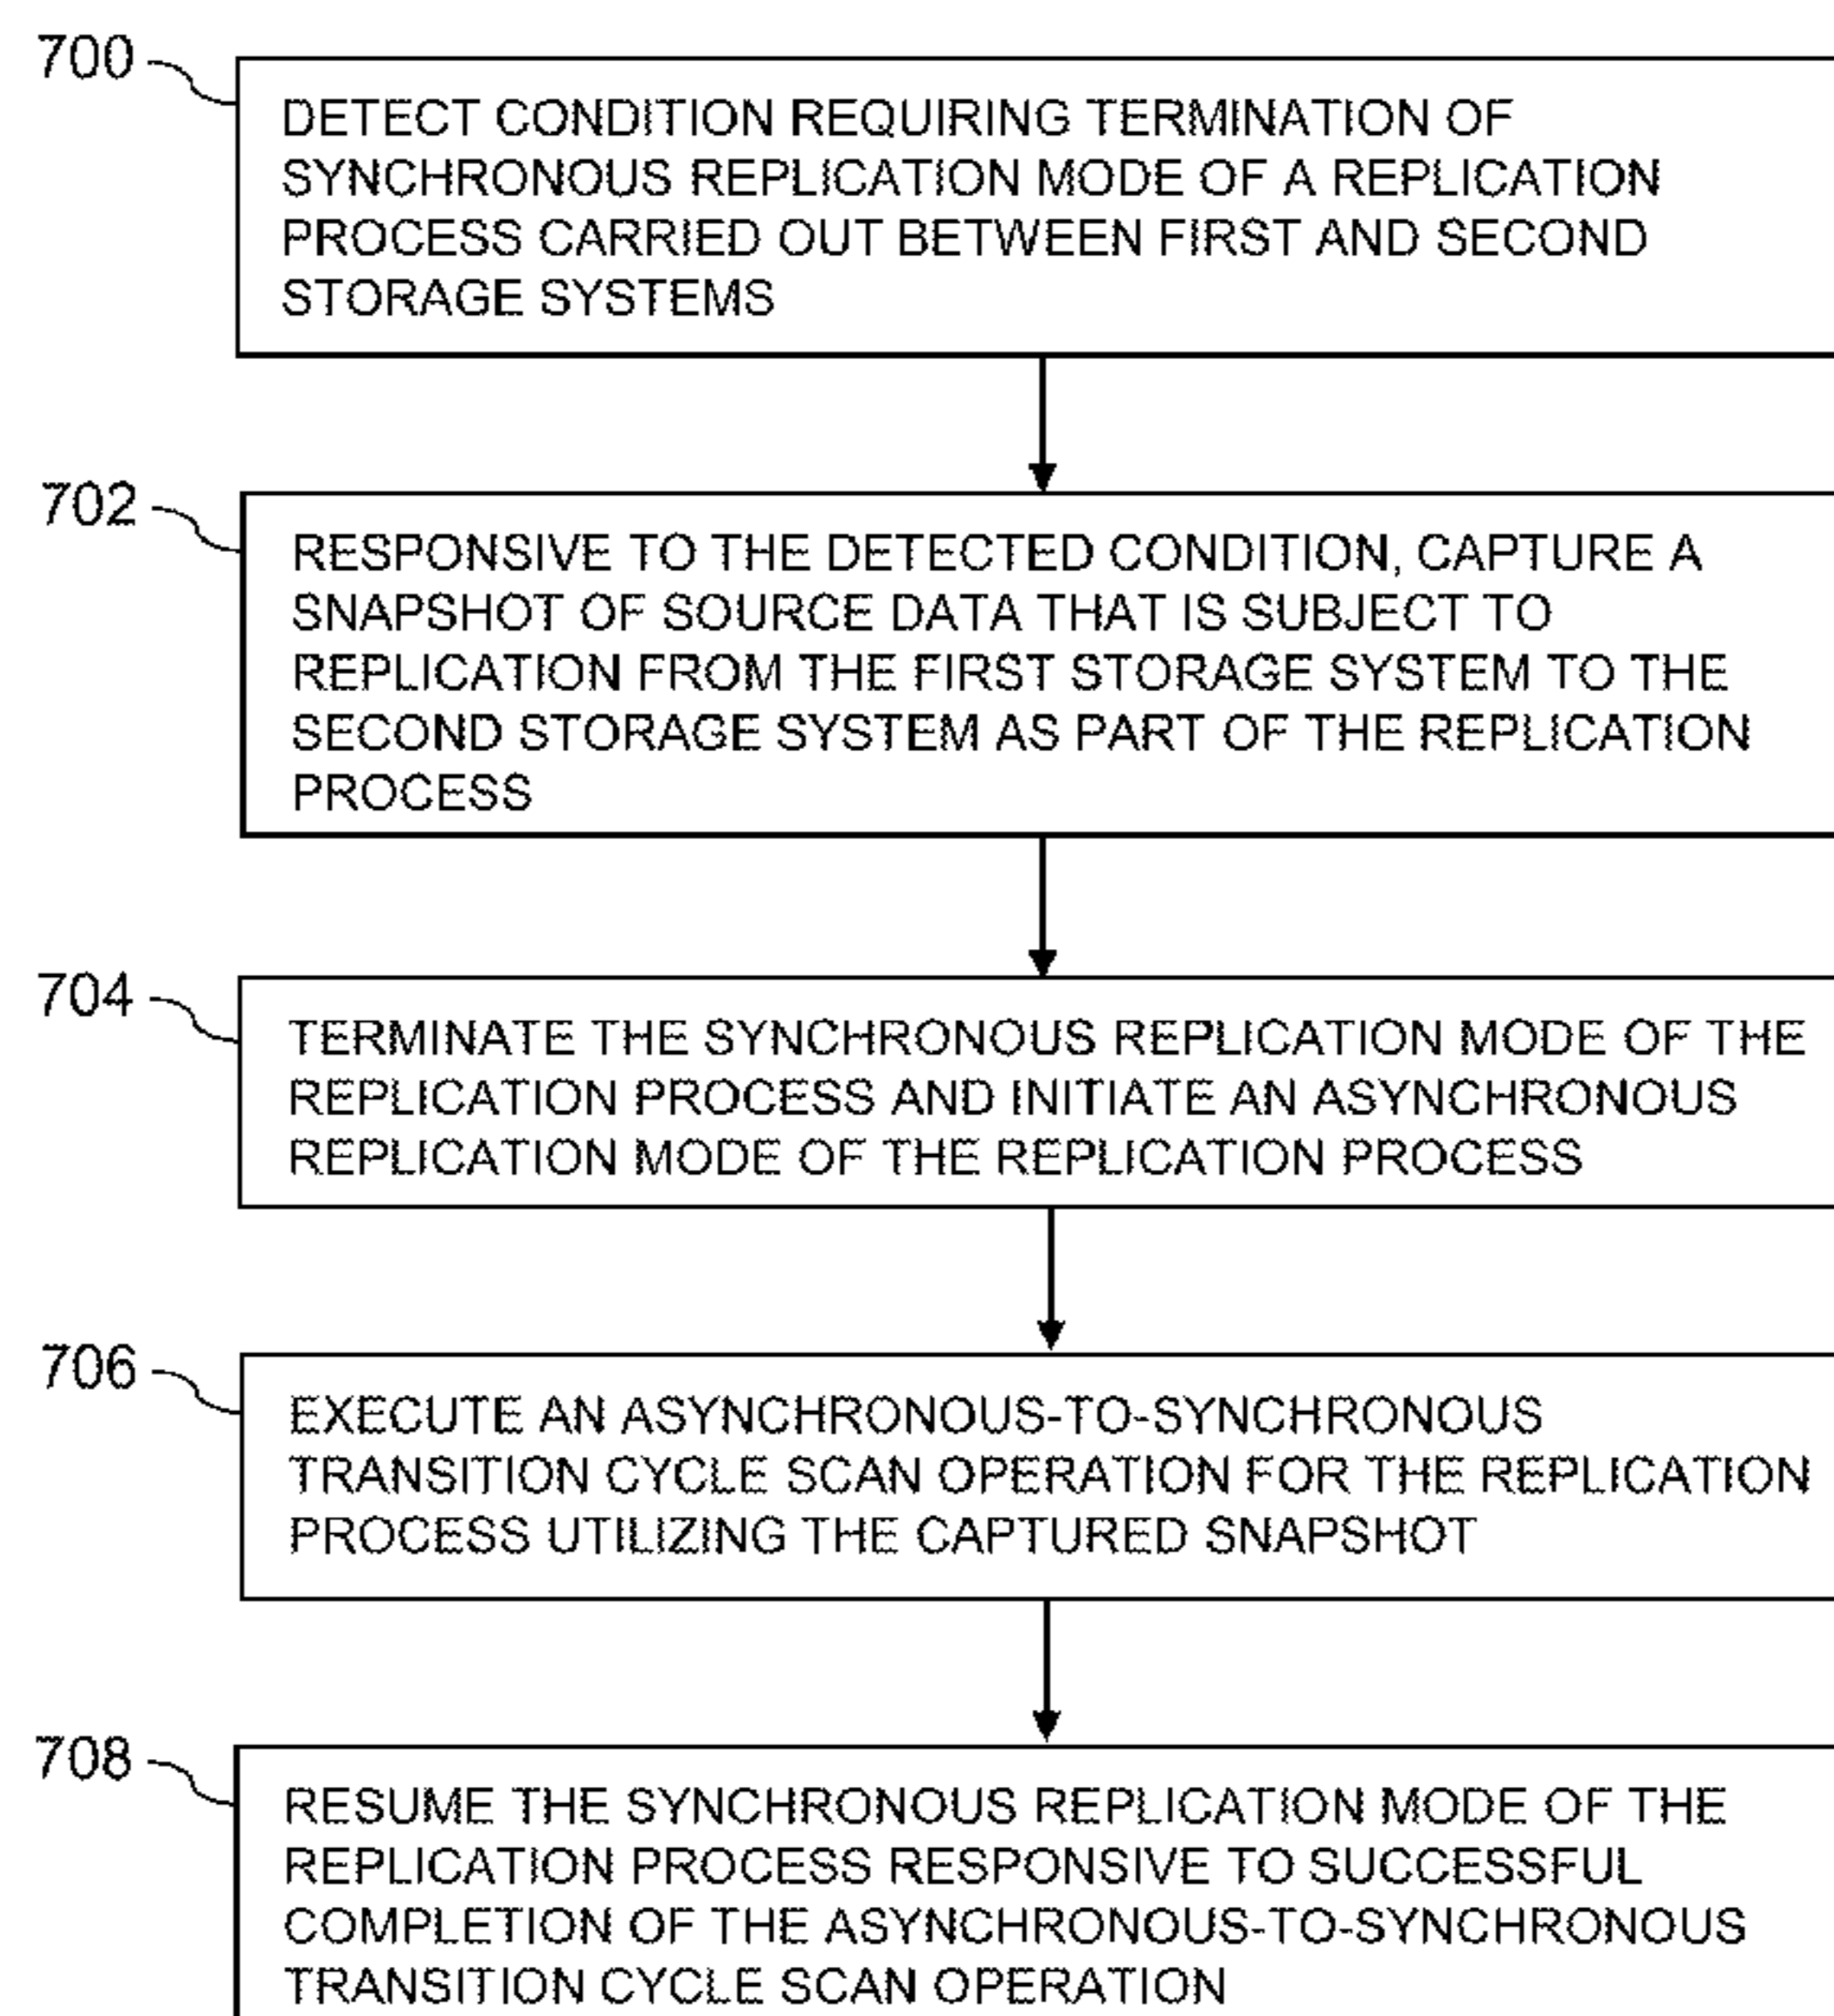 700
DETECT CONDITION REQUIRING TERMINATION OF
SYNCHRONOUS REPLICATION MODE OF A REPLICATION
PROCESS CARRIED OUT BETWEEN FIRST AND SECOND
STORAGE SYSTEMS
702
RESPONSIVE TO THE DETECTED CONDITION, CAPTURE A
SNAPSHOT OF SOURCE DATA THAT IS SUBJECT TO
REPLICATION FROM THE FIRST STORAGE SYSTEM TO THE
SECOND STORAGE SYSTEM AS PART OF THE REPLICATION
PROCESS
704
TERMINATE THE SYNCHRONOUS REPLICATION MODE OF THE
REPLICATION PROCESS AND INITIATE AN ASYNCHRONOUS
REPLICATION MODE OF THE REPLICATION PROCESS
706
EXECUTE AN ASYNCHRONOUS-TO-SYNCHRONOUS
TRANSITION CYCLE SCAN OPERATION FOR THE REPLICATION
PROCESS UTILIZING THE CAPTURED SNAPSHOT
708
RESUME THE SYNCHRONOUS REPLICATION MODE OF THE
REPLICATION PROCESS RESPONSIVE TO SUCCESSFUL
COMPLETION OF THE ASYNCHRONOUS-TO-SYNCHRONOUS
TRANSITION CYCLE SCAN OPERATION